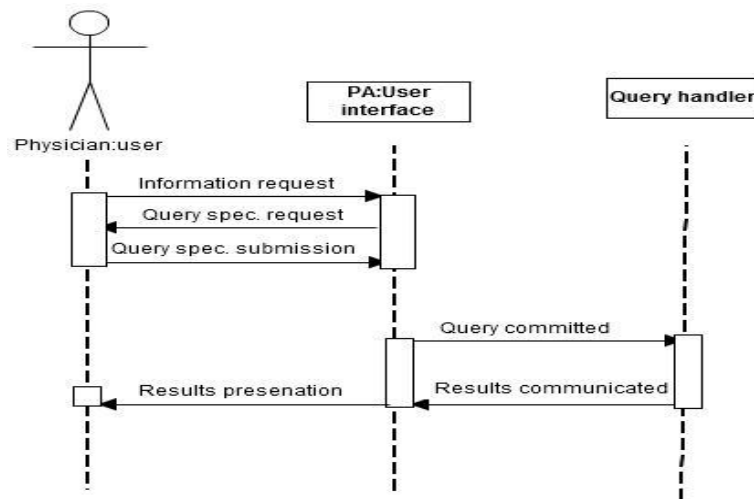 PA:User
interface
Query handler
Physician:user
Information request
Query spec. request
Query spec. submission
Query committed
Results presenation
Results communicated